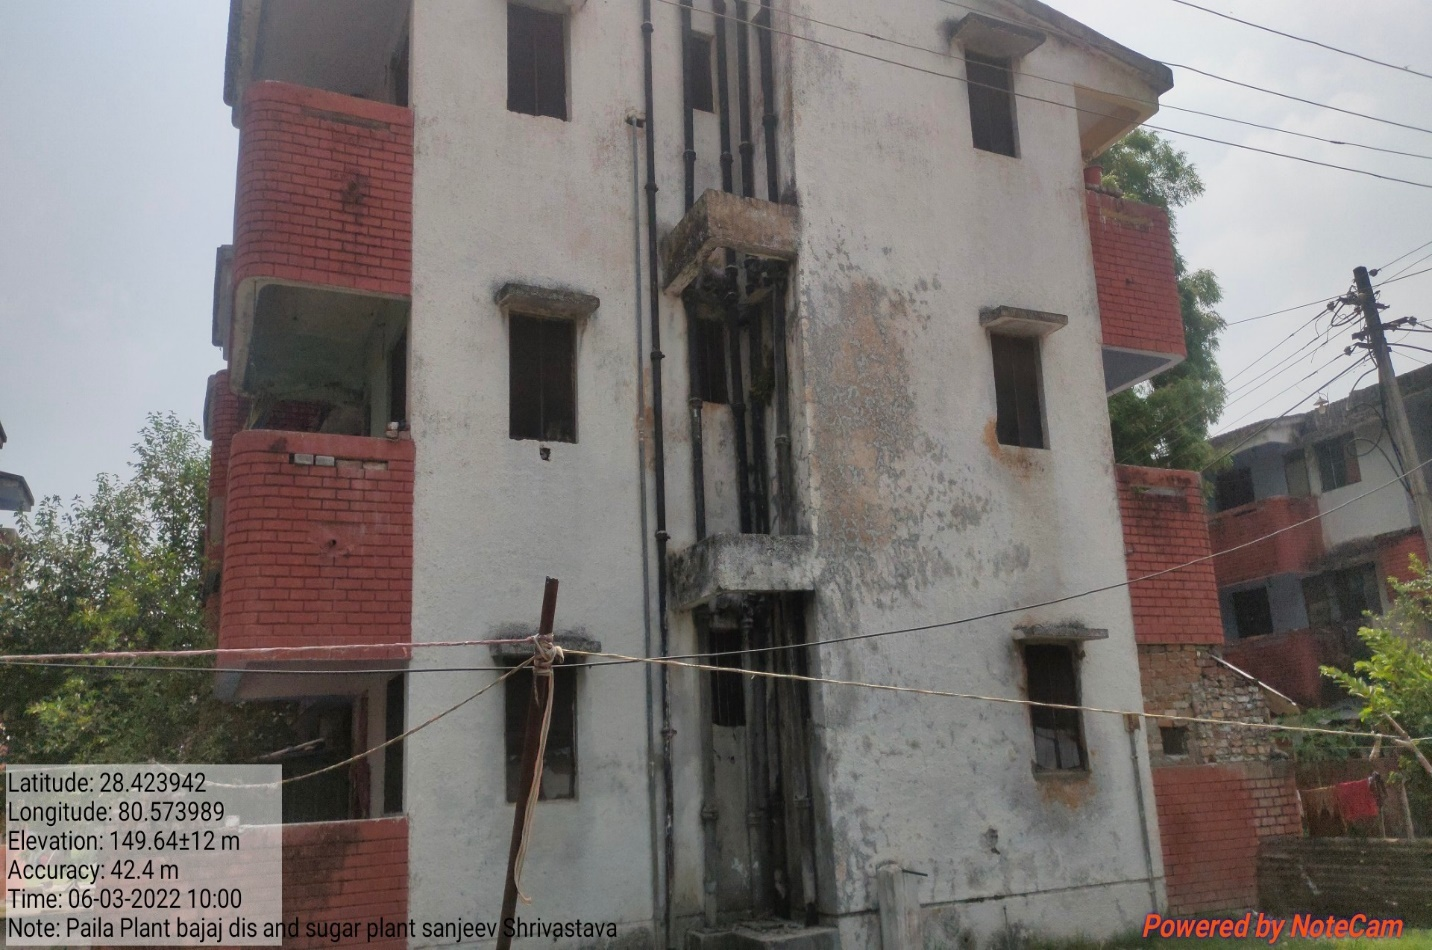 Latitude: 28.423942
Longitude: 80.573989
Elevation: 149.64±12 m
Accuracy: 42.4 m
Time: 06-03-2022 10:00
Note: Paila Plant bajaj dis and sugar plant sanjeev Shrivastava
Powered by NoteCam